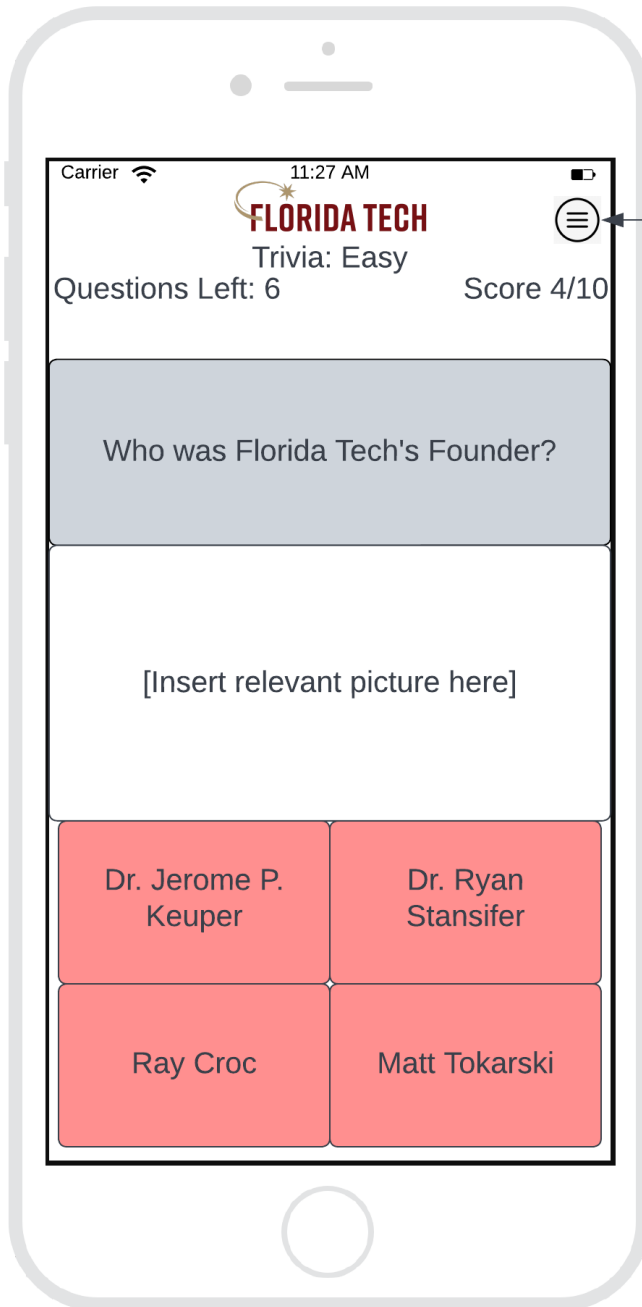 Carrier 11:27 AM
FLORIDA TECH
Trivia: Easy
Questions Left: 6 Score 4/10
Who was Florida Tech's Founder?
[Insert relevant picture here]
Dr. Jerome P.
Keuper
Dr. Ryan
Stansifer
Ray Croc
Matt Tokarski